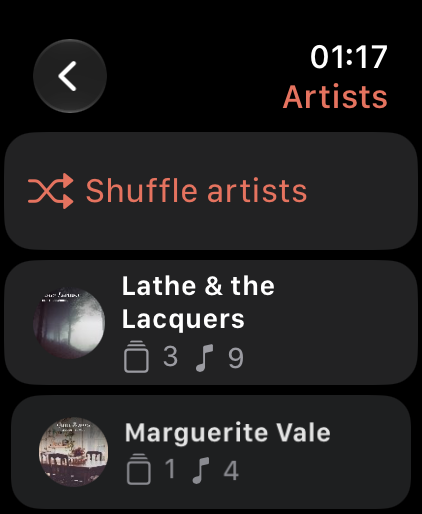 01:17
Artists
Shuffle artists
Lathe & the
Lacquers
3 9
Marguerite Vale
1 4